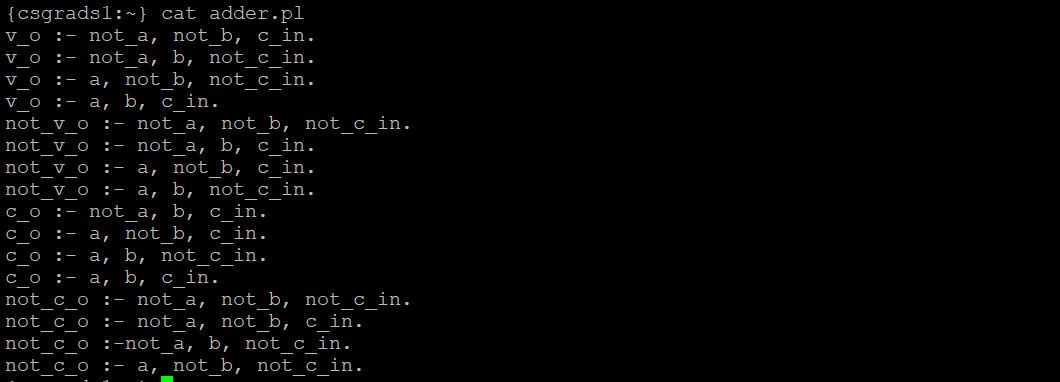 {csgrads1:~} cat adder.pl
v_o :- not_a, not_b, c_in.
v_o :- not_a, b, not_c_in.
v_o :- a, not_b, not_c_in.
v_o :- a, b, c_in.
not_v_o :- not_a, not_b, not_c_in.
not_v_o :- not_a, b, c_in.
not_v_o :- a, not_b, c_in.
not_v_o :- a, b, not_c_in.
c_o :- not_a, b, c_in.
c_o :- a, not_b, c_in.
c_o :- a, b, not_c_in.
c_o :- a, b, c_in.
not_c_o :- not_a, not_b, not_c_in.
not_c_o :- not_a, not_b, c_in.
not_c_o :-not_a, b, not_c_in.
not_c_o :- a, not_b, not_c_in.